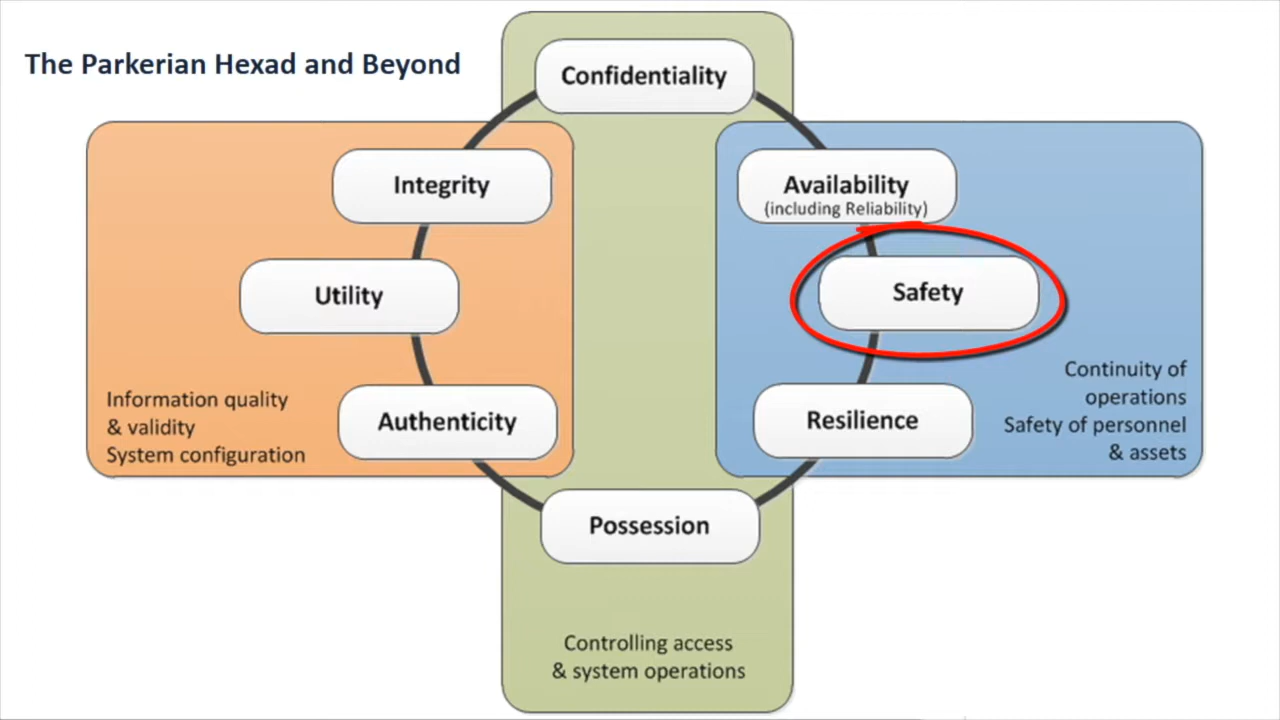 The Parkerian Hexad and Beyond
Confidentiality
Integrity
Availability
(including Reliability)
Utility
Safety
Authenticity
Resilience
Information quality
& validity
System configuration
Continuity of
operations
Safety of personnel
& assets
Possession
Controlling access
& system operations